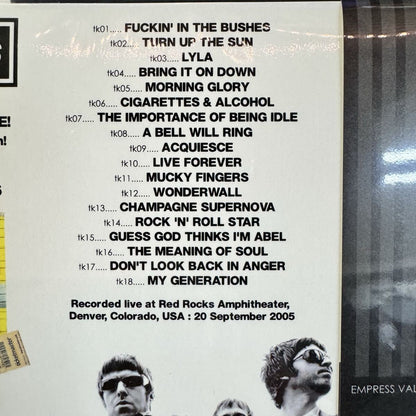 tk01..... FUCKIN' IN THE BUSHES
tk02..... TURN UP THE SUN
tk03..... LYLA
tk04..... BRING IT ON DOWN
tk05..... MORNING GLORY
tk06..... CIGARETTES & ALCOHOL
tk07..... THE IMPORTANCE OF BEING IDLE
tk08..... A BELL WILL RING
tk09..... ACQUIESCE
tk10..... LIVE FOREVER
tk11..... MUCKY FINGERS
tk12..... WONDERWALL
tk13..... CHAMPAGNE SUPERNOVA
tk14..... ROCK 'N' ROLL STAR
tk15..... GUESS GOD THINKS I'M ABEL
tk16..... THE MEANING OF SOUL
tk17..... DON'T LOOK BACK IN ANGER
tk18..... MY GENERATION
Recorded live at Red Rocks Amphitheater,
Denver, Colorado, USA : 20 September 2005
EMPRESS VAL